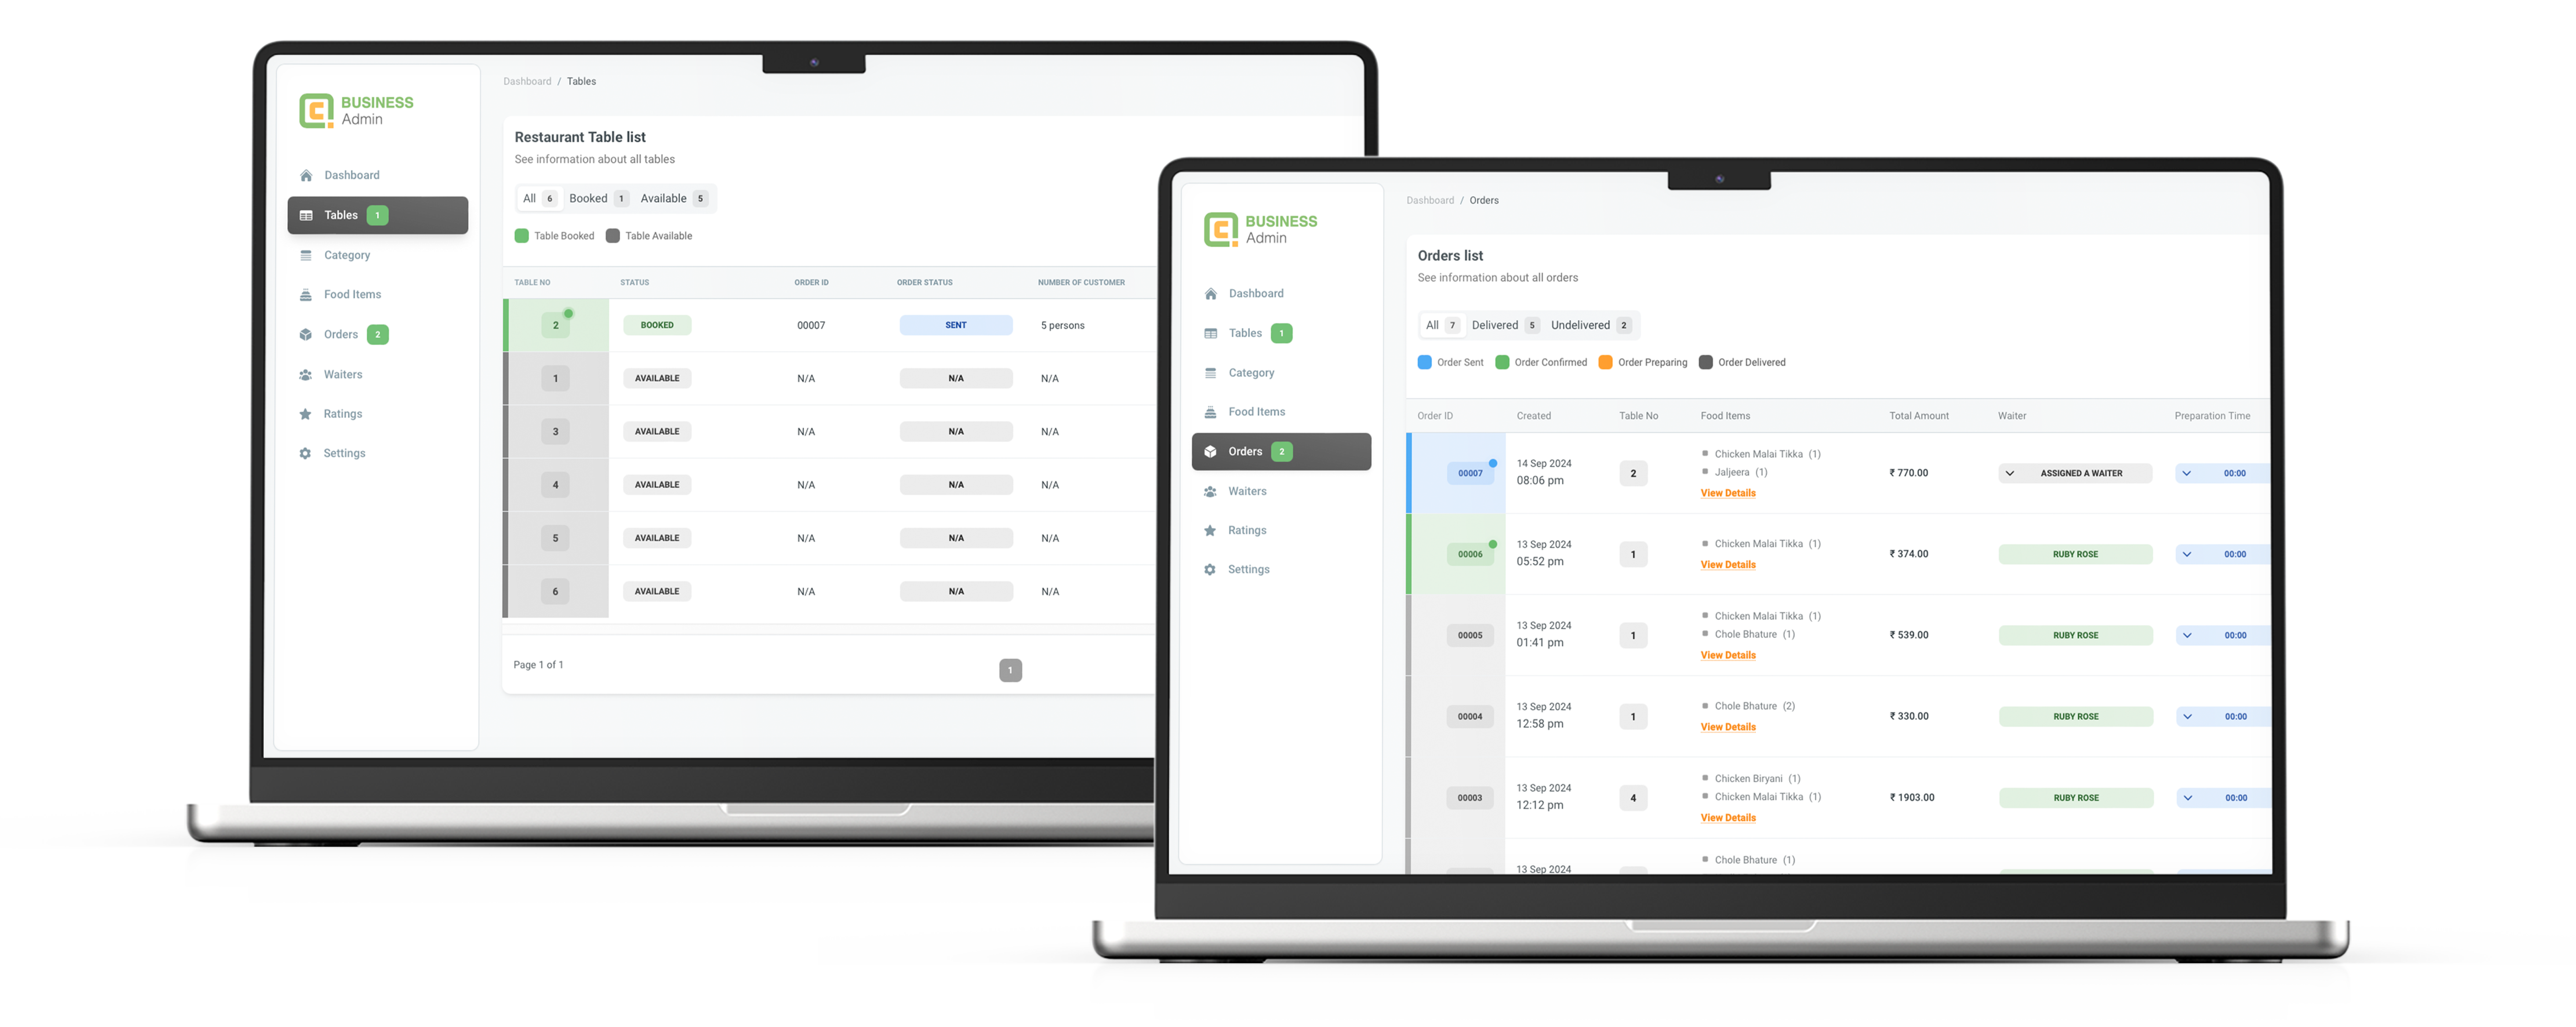 BUSINESS
Admin
Dashboard
Tables 1
Category
Food Items
Orders 2
Waiters
Ratings
Settings
Dashboard / Tables
Restaurant Table list
See information about all tables
All 6 Booked 1 Available 5
Table Booked Table Available
TABLE NO STATUS ORDER ID ORDER STATUS NUMBER OF CUSTOMER
2 BOOKED 00007 SENT 5 persons
1 AVAILABLE N/A N/A N/A
3 AVAILABLE N/A N/A N/A
4 AVAILABLE N/A N/A N/A
5 AVAILABLE N/A N/A N/A
6 AVAILABLE N/A N/A N/A
Page 1 of 1 1
BUSINESS
Admin
Dashboard
Tables 1
Category
Food Items
Orders 2
Waiters
Ratings
Settings
Dashboard / Orders
Orders list
See information about all orders
All 7 Delivered 5 Undelivered 2
Order Sent Order Confirmed Order Preparing Order Delivered
Order ID Created Table No Food Items Total Amount Waiter Preparation Time
00007 14 Sep 2024 08:06 pm 2 Chicken Malai Tikka (1) ₹ 770.00 ASSIGNED A WAITER 00:00
Jaljeera (1)
View Details
00006 13 Sep 2024 05:52 pm 1 Chicken Malai Tikka (1) ₹ 374.00 RUBY ROSE 00:00
View Details
00005 13 Sep 2024 01:41 pm 1 Chicken Malai Tikka (1) ₹ 539.00 RUBY ROSE 00:00
Chole Bhature (1)
View Details
00004 13 Sep 2024 12:58 pm 1 Chole Bhature (2) ₹ 330.00 RUBY ROSE 00:00
View Details
00003 13 Sep 2024 12:12 pm 4 Chicken Biryani (1) ₹ 1903.00 RUBY ROSE 00:00
Chicken Malai Tikka (1)
View Details
13 Sep 2024 Chole Bhature (1)